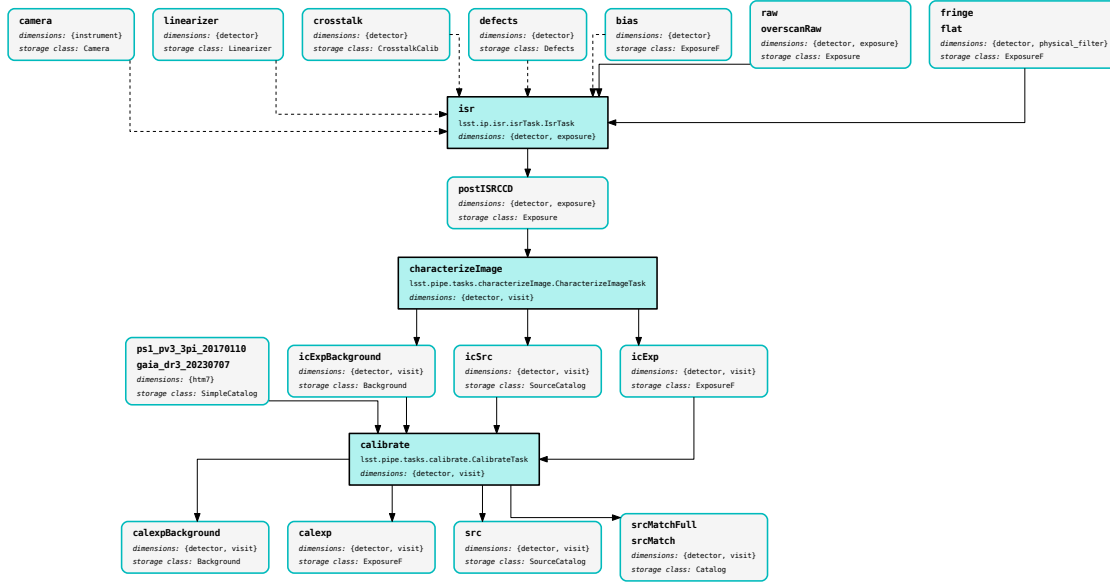 camera
dimensions: {instrument}
storage class: Camera
linearizer
dimensions: {detector}
storage class: Linearizer
crosstalk
dimensions: {detector}
storage class: CrosstalkCalib
defects
dimensions: {detector}
storage class: Defects
bias
dimensions: {detector}
storage class: ExposureF
raw
overscanRaw
dimensions: {detector, exposure}
storage class: Exposure
fringe
flat
dimensions: {detector, physical_filter}
storage class: ExposureF
isr
lsst.ip.isr.isrTask.IsrTask
dimensions: {detector, exposure}
postISRCCD
dimensions: {detector, exposure}
storage class: Exposure
characterizeImage
lsst.pipe.tasks.characterizeImage.CharacterizeImageTask
dimensions: {detector, visit}
ps1_pv3_3pi_20170110
gaia_dr3_20230707
dimensions: {htm7}
storage class: SimpleCatalog
icExpBackground
dimensions: {detector, visit}
storage class: Background
icSrc
dimensions: {detector, visit}
storage class: SourceCatalog
icExp
dimensions: {detector, visit}
storage class: ExposureF
calibrate
lsst.pipe.tasks.calibrate.CalibrateTask
dimensions: {detector, visit}
calexpBackground
dimensions: {detector, visit}
storage class: Background
calexp
dimensions: {detector, visit}
storage class: ExposureF
src
dimensions: {detector, visit}
storage class: SourceCatalog
srcMatchFull
srcMatch
dimensions: {detector, visit}
storage class: Catalog